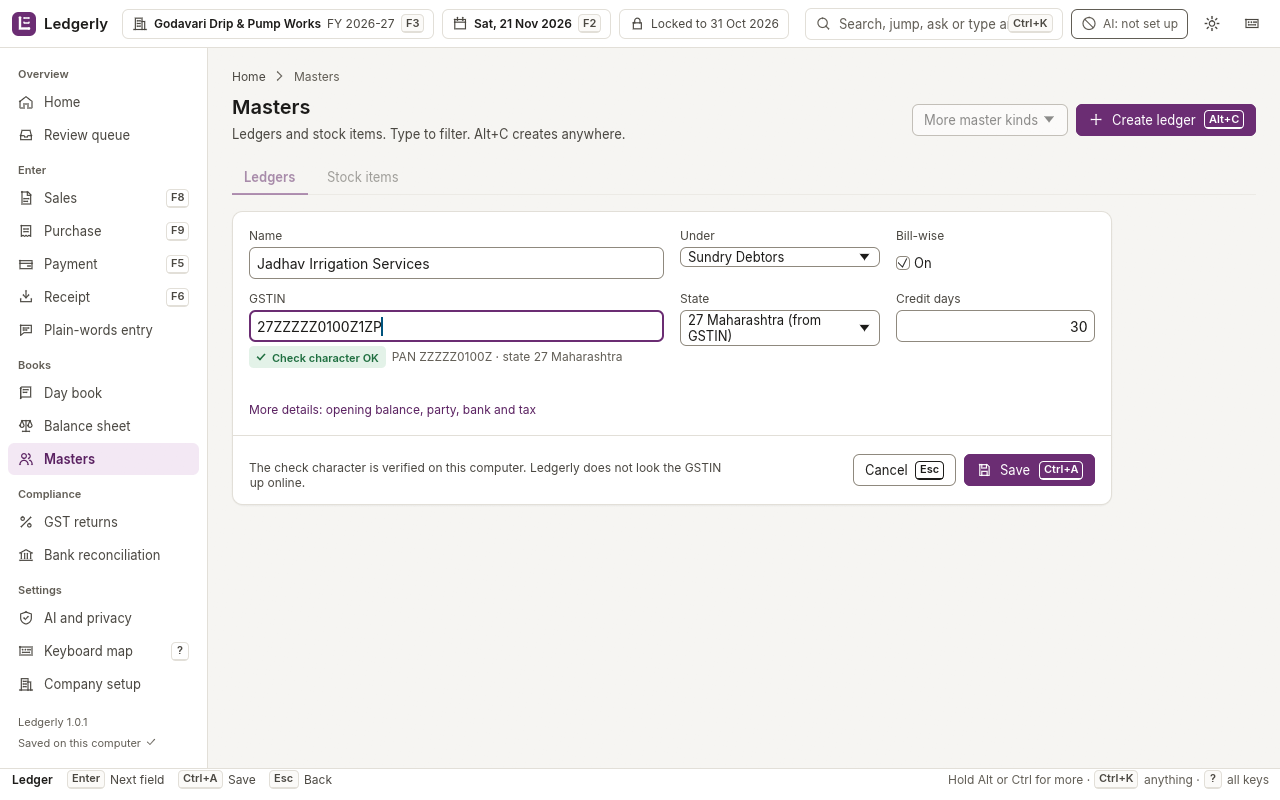 Ledgerly
Godavari Drip & Pump Works FY 2026-27 F3
Sat, 21 Nov 2026 F2
Locked to 31 Oct 2026
Search, jump, ask or type a Ctrl+K
AI: not set up
Overview
Home
Review queue
Enter
Sales F8
Purchase F9
Payment F5
Receipt F6
Plain-words entry
Books
Day book
Balance sheet
Masters
Compliance
GST returns
Bank reconciliation
Settings
AI and privacy
Keyboard map ?
Company setup
Ledgerly 1.0.1
Saved on this computer
Home > Masters
Masters
Ledgers and stock items. Type to filter. Alt+C creates anywhere.
More master kinds
Create ledger Alt+C
Ledgers
Stock items
Name
Jadhav Irrigation Services
Under
Sundry Debtors
Bill-wise
On
GSTIN
27ZZZZZ0100Z1ZP
Check character OK PAN ZZZZZ0100Z · state 27 Maharashtra
State
27 Maharashtra (from
GSTIN)
Credit days
30
More details: opening balance, party, bank and tax
The check character is verified on this computer. Ledgerly does not look the GSTIN
up online.
Cancel Esc
Save Ctrl+A
Ledger Enter Next field Ctrl+A Save Esc Back
Hold Alt or Ctrl for more · Ctrl+K anything · ? all keys